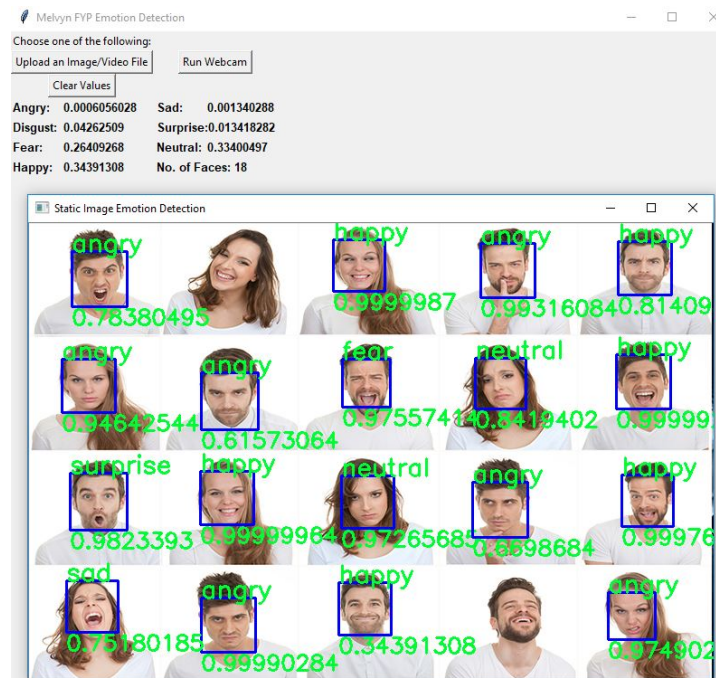 Melvyn FYP Emotion Detection
Choose one of the following:
Upload an Image/Video File Run Webcam
Clear Values
Angry: 0.0006056028 Sad: 0.001340288
Disgust: 0.04262509 Surprise:0.013418282
Fear: 0.26409268 Neutral: 0.33400497
Happy: 0.34391308 No. of Faces: 18
Static Image Emotion Detection
angry happy angry happy
0.78380495 0.9999987 0.99316084 0.81409
angry angry fear neutral happy
0.94642544 0.61573064 0.97557414 0.8419402 0.99999
surprise happy neutral angry happy
0.9823393 0.99999964 0.97265685 0.6698684 0.99976
sad angry happy angry
0.75180185 0.99990284 0.34391308 0.974902